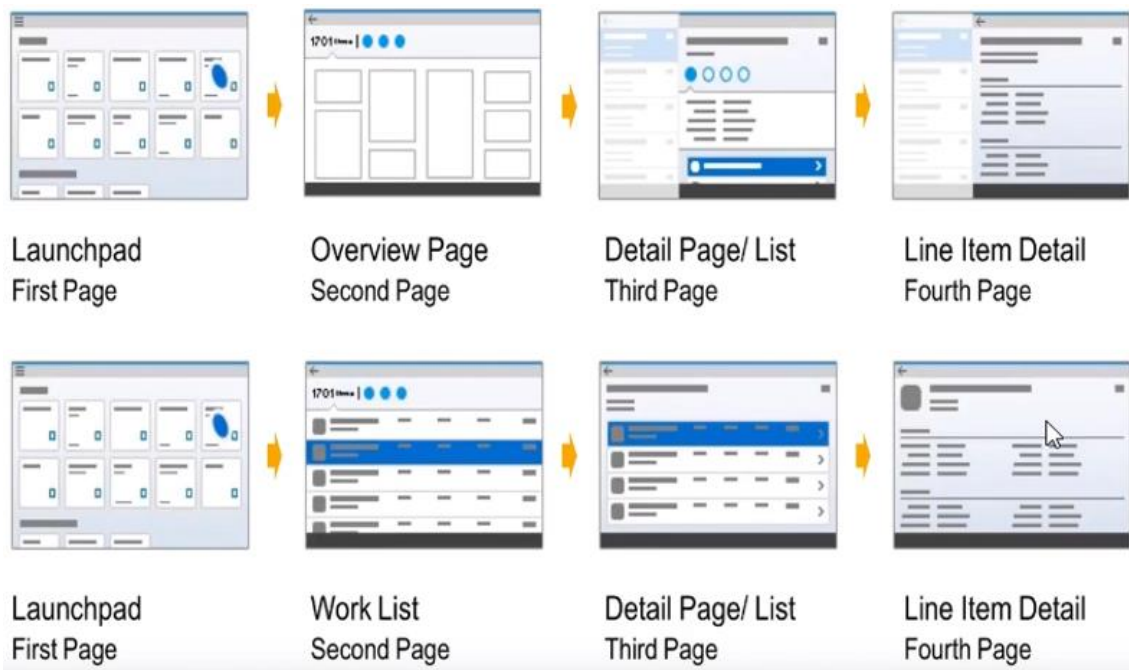 1701
Launchpad
First Page
Overview Page
Second Page
Detail Page/ List
Third Page
Line Item Detail
Fourth Page
1701
Launchpad
First Page
Work List
Second Page
Detail Page/ List
Third Page
Line Item Detail
Fourth Page